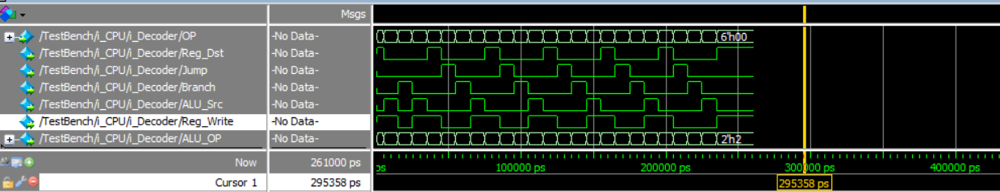 Msgs
/TestBench/i_CPU/i_Decoder/OP -No Data- 6'h00
/TestBench/i_CPU/i_Decoder/Reg_Dst -No Data-
/TestBench/i_CPU/i_Decoder/Jump -No Data-
/TestBench/i_CPU/i_Decoder/Branch -No Data-
/TestBench/i_CPU/i_Decoder/ALU_Src -No Data-
/TestBench/i_CPU/i_Decoder/Reg_Write -No Data-
/TestBench/i_CPU/i_Decoder/ALU_OP -No Data- 2'h2
Now 261000 ps ps 100000 ps 200000 ps 300000 ps 400000 ps
Cursor 1 295358 ps 295358 ps